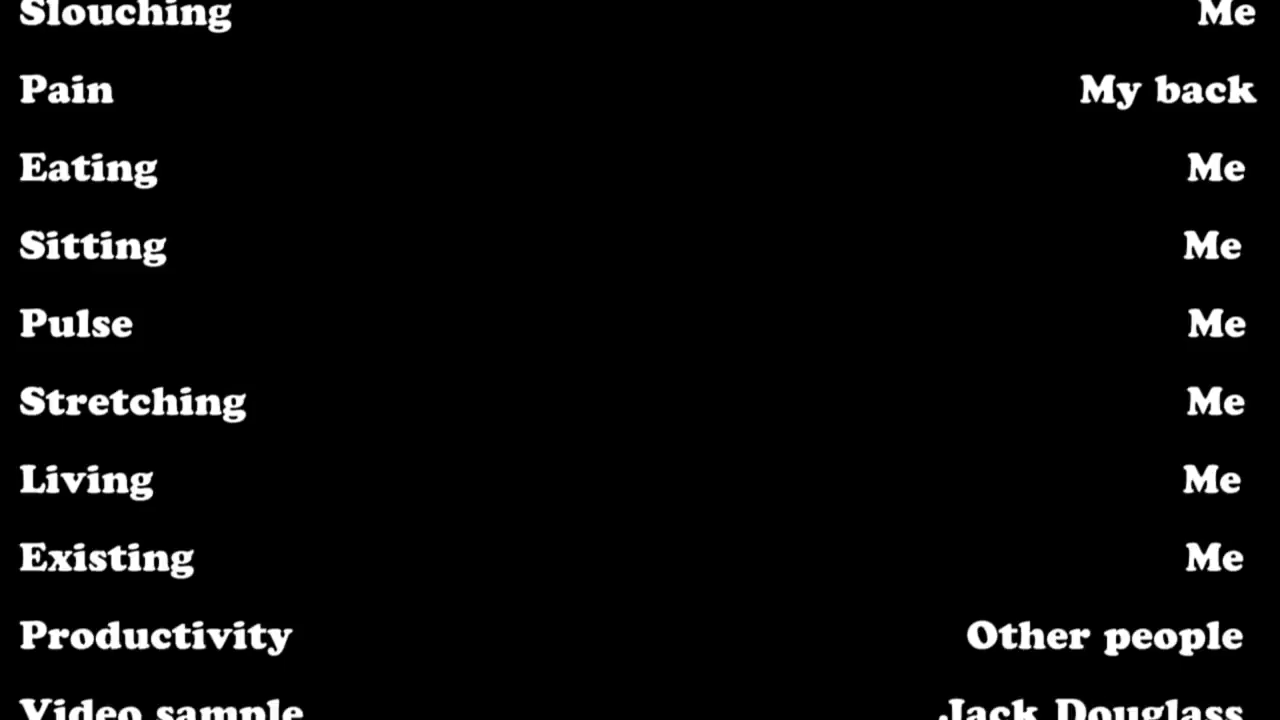 Slouching Me
Pain My back
Eating Me
Sitting Me
Pulse Me
Stretching Me
Living Me
Existing Me
Productivity Other people
Video sample Jack Douglass